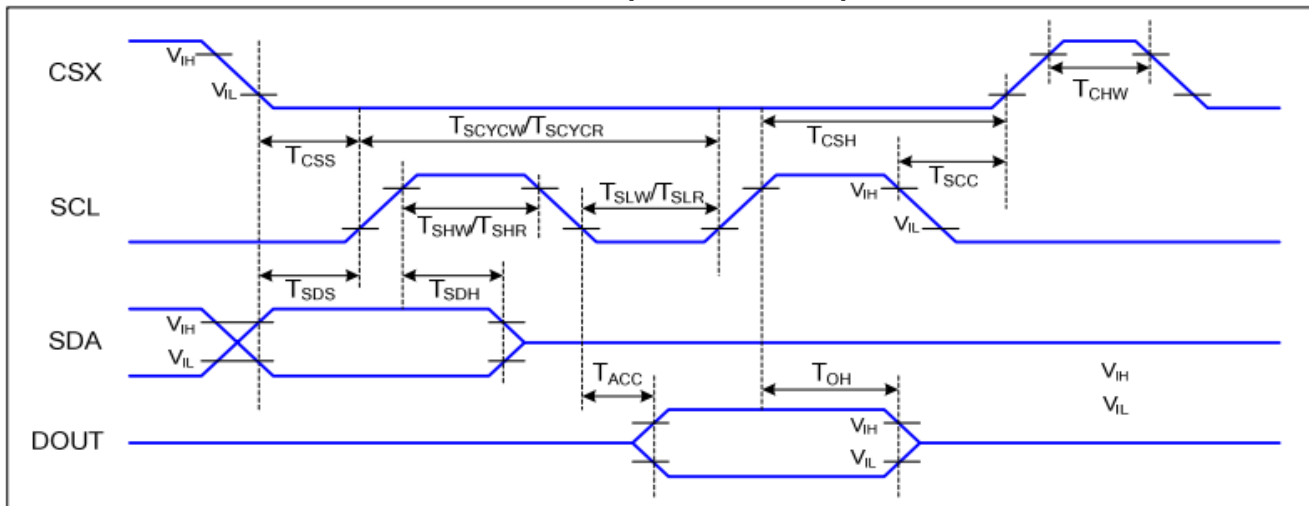 CSX
VIH
VIL
TCHW
TSCYCW/TSCYCR
TCSS
TCSH
TSCC
SCL
TSLW/TSLR
VIH
VIL
TSHW/TSHR
TSDS
TSDH
SDA
VIH
VIL
TACC
TOH
VIH
VIL
DOUT
VIH
VIL